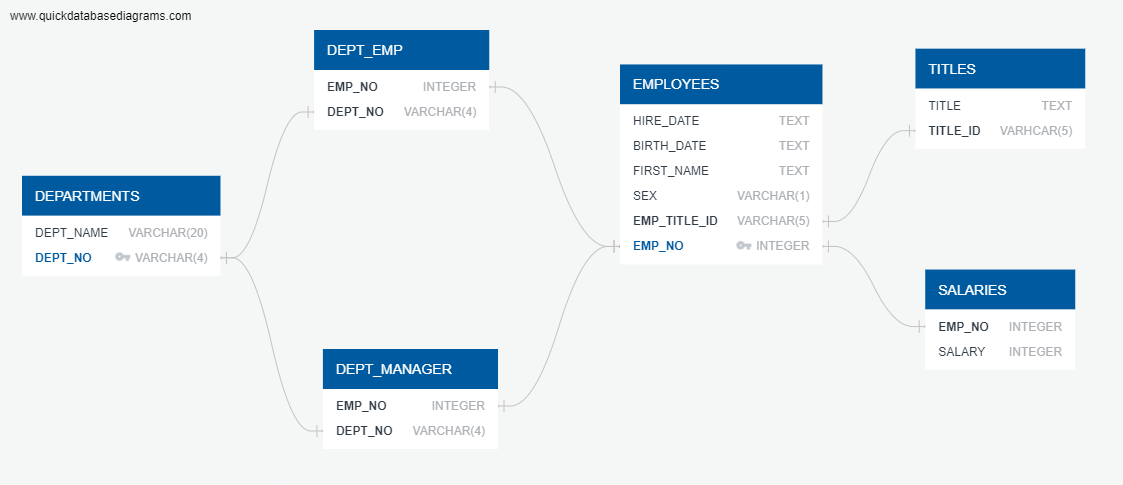 www.quickdatabasediagrams.com
DEPT_EMP
EMP_NO INTEGER
DEPT_NO VARCHAR(4)
DEPARTMENTS
DEPT_NAME VARCHAR(20)
DEPT_NO VARCHAR(4)
DEPT_MANAGER
EMP_NO INTEGER
DEPT_NO VARCHAR(4)
EMPLOYEES
HIRE_DATE TEXT
BIRTH_DATE TEXT
FIRST_NAME TEXT
SEX VARCHAR(1)
EMP_TITLE_ID VARCHAR(5)
EMP_NO INTEGER
TITLES
TITLE TEXT
TITLE_ID VARHCAR(5)
SALARIES
EMP_NO INTEGER
SALARY INTEGER